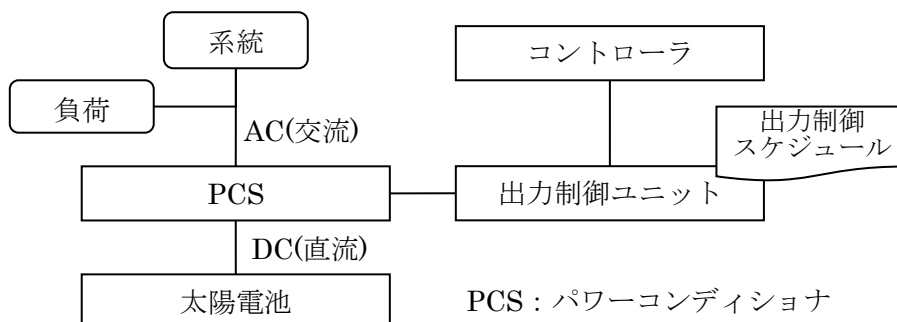 系統
コントローラ
負荷
AC(交流)
出力制御
スケジュール
PCS
出力制御ユニット
DC(直流)
太陽電池
PCS：パワーコンディショナ